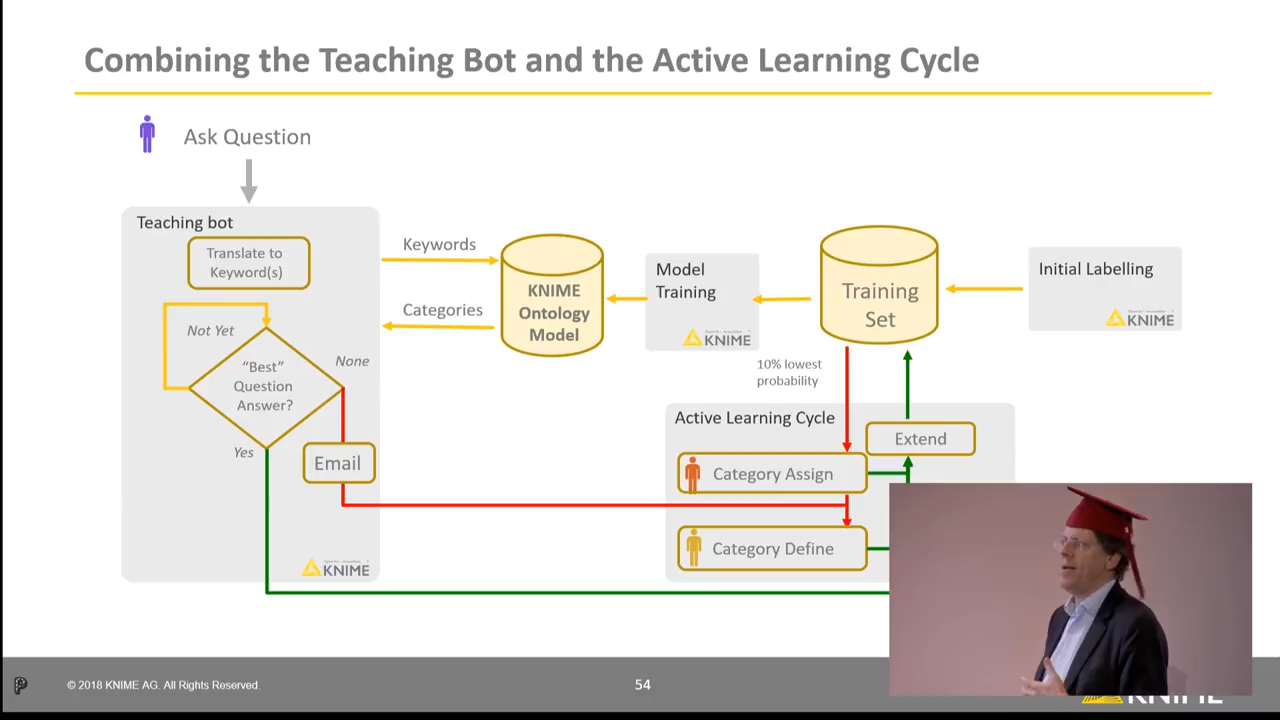 Combining the Teaching Bot and the Active Learning Cycle
Ask Question
Teaching bot
Translate to
Keyword(s)
Not Yet
"Best"
Question
Answer?
None
Yes
Email
KNIME
Keywords
Categories
KNIME
Ontology
Model
Model
Training
KNIME
Training
Set
Initial Labelling
KNIME
10% lowest
probability
Active Learning Cycle
Extend
Category Assign
Category Define
© 2018 KNIME AG. All Rights Reserved.
54
KNIME